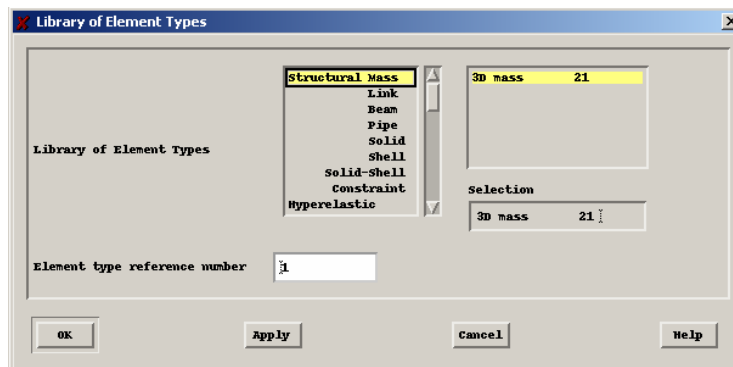 Library of Element Types
Structural Mass
Link
Beam
Pipe
Solid
Shell
Solid-Shell
Constraint
Hyperelastic
3D mass 21
Library of Element Types
Selection
3D mass 21
Element type reference number
1
OK Apply Cancel Help